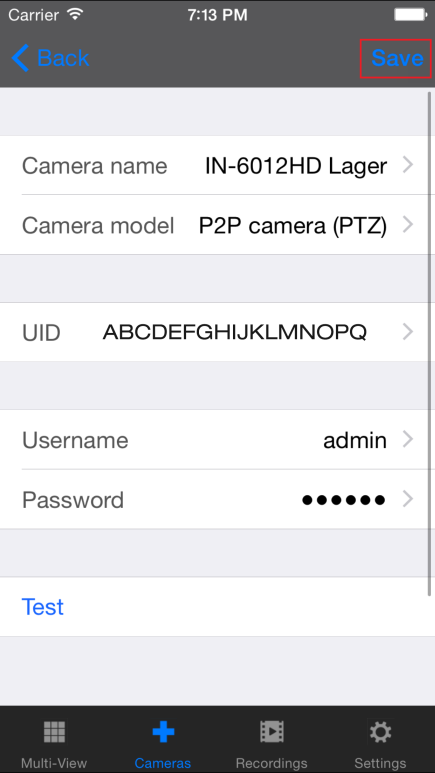 Carrier 7:13 PM
Back Save
Camera name IN-6012HD Lager
Camera model P2P camera (PTZ)
UID ABCDEFGHIJKLMNOPQ
Username admin
Password ●●●●●●
Test
Multi-View Cameras Recordings Settings